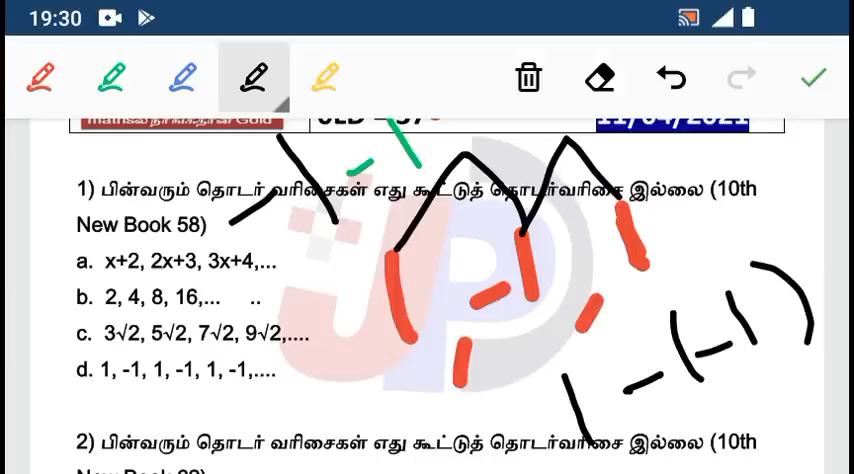 19:30
11/04/2021
1) பின்வரும் தொடர் வரிசைகள் எது கூட்டுத் தொடர்வரிசை இல்லை (10th
New Book 58)
a. x+2, 2x+3, 3x+4,...
b. 2, 4, 8, 16,... ..
c. 3√2, 5√2, 7√2, 9√2,....
d. 1, -1, 1, -1, 1, -1,....
1 -(-1)
2) பின்வரும் தொடர் வரிசைகள் எது கூட்டுத் தொடர்வரிசை இல்லை (10th